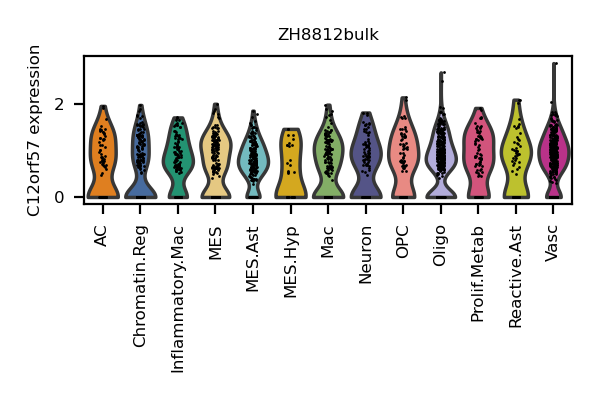 ZH8812bulk
C12orf57 expression
2
0
AC
Chromatin.Reg
Inflammatory.Mac
MES
MES.Ast
MES.Hyp
Mac
Neuron
OPC
Oligo
Prolif.Metab
Reactive.Ast
Vasc